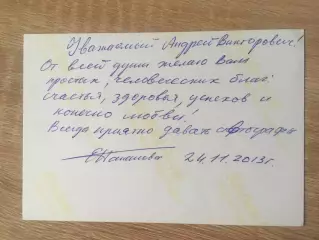 Уважаемый Андрей Викторович!
От всей души желаю Вам
простых, человеческих благ:
счастья, здоровья, успехов и
конечно любви!
Всегда приятно давать автографы
24.11.2013г.